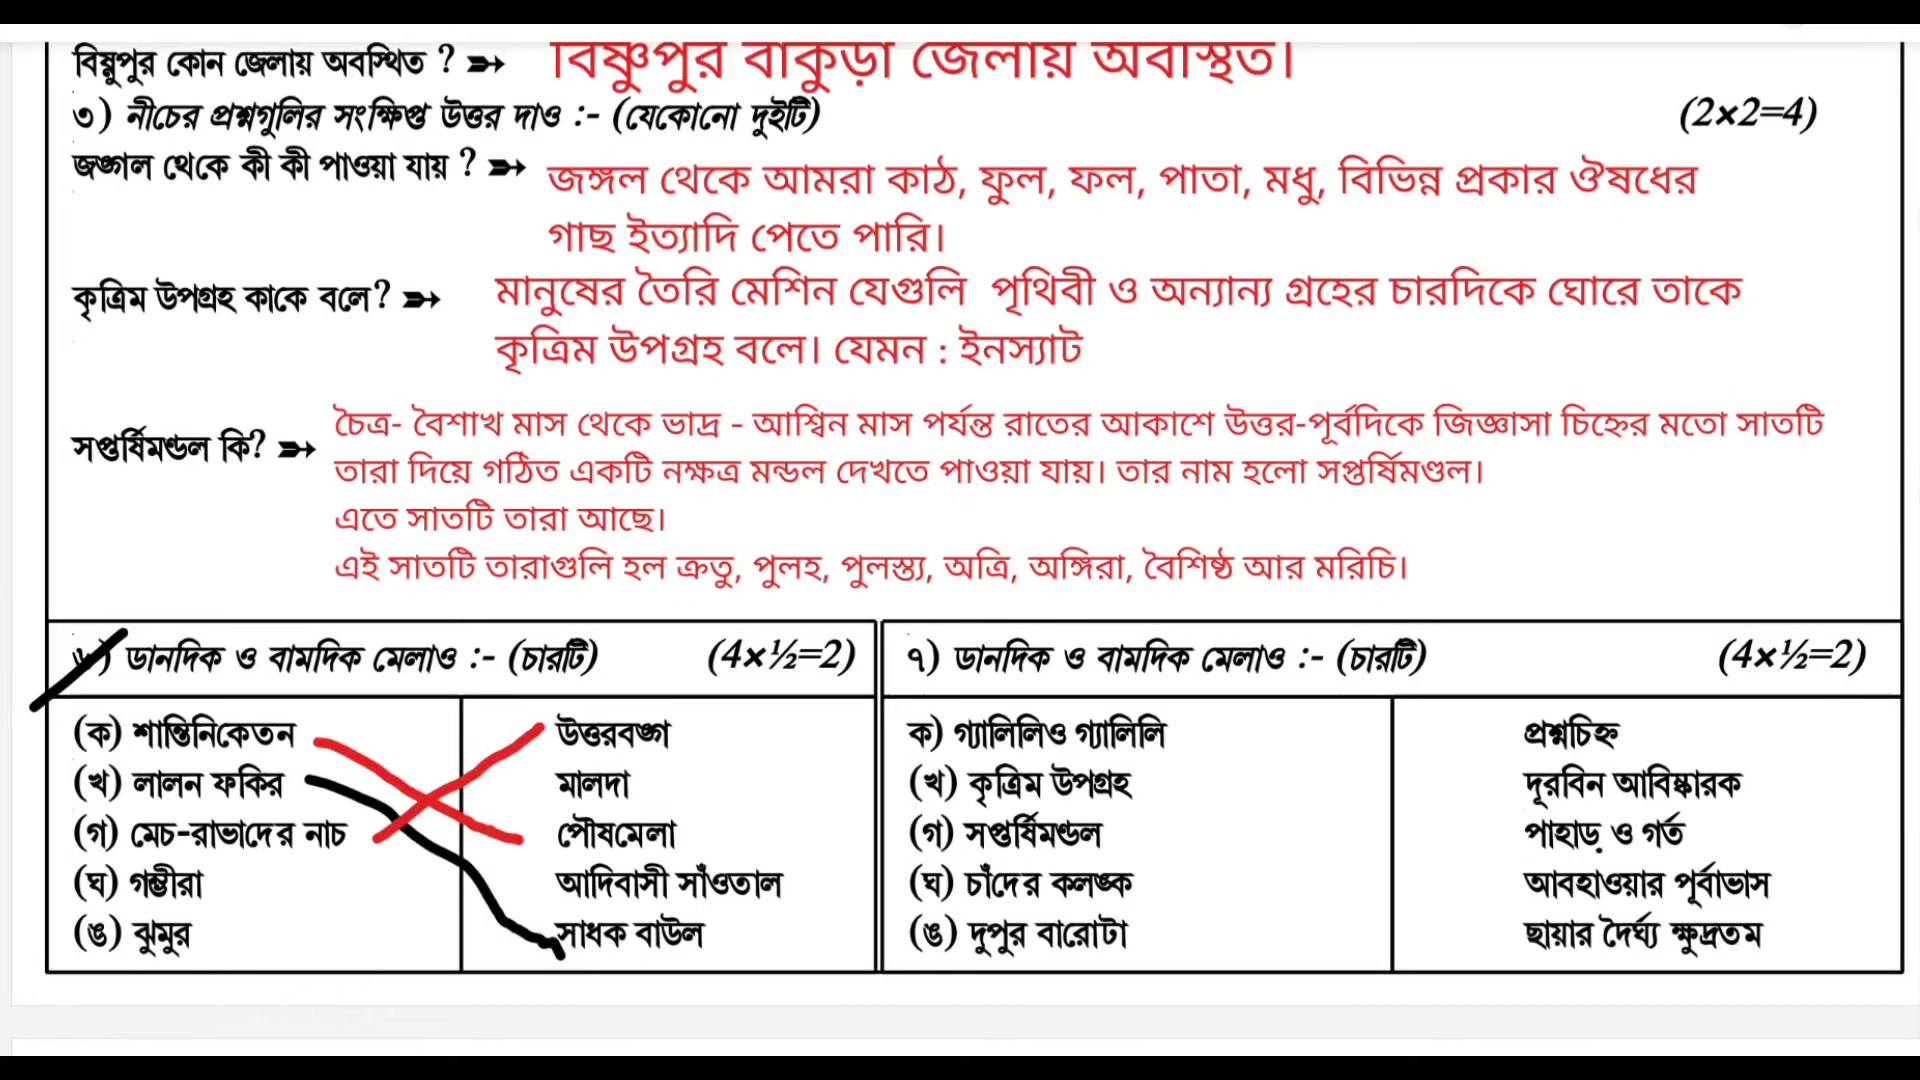 বিষ্ণুপুর কোন জেলায় অবস্থিত ? ➵ বিষ্ণুপুর বাঁকুড়া জেলায় অবস্থিত।
৩) নীচের প্রশ্নগুলির সংক্ষিপ্ত উত্তর দাও :- (যেকোনো দুইটি) (2×2=4)
জঙ্গল থেকে কী কী পাওয়া যায় ? ➵ জঙ্গল থেকে আমরা কাঠ, ফুল, ফল, পাতা, মধু, বিভিন্ন প্রকার ঔষধের
গাছ ইত্যাদি পেতে পারি।
কৃত্রিম উপগ্রহ কাকে বলে? ➵ মানুষের তৈরি মেশিন যেগুলি পৃথিবী ও অন্যান্য গ্রহের চারদিকে ঘোরে তাকে
কৃত্রিম উপগ্রহ বলে। যেমন : ইনস্যাট
সপ্তর্ষিমণ্ডল কি? ➵ চৈত্র- বৈশাখ মাস থেকে ভাদ্র - আশ্বিন মাস পর্যন্ত রাতের আকাশে উত্তর-পূর্বদিকে জিজ্ঞাসা চিহ্নের মতো সাতটি
তারা দিয়ে গঠিত একটি নক্ষত্র মন্ডল দেখতে পাওয়া যায়। তার নাম হলো সপ্তর্ষিমণ্ডল।
এতে সাতটি তারা আছে।
এই সাতটি তারাগুলি হল ক্রতু, পুলহ, পুলস্ত্য, অত্রি, অঙ্গিরা, বৈশিষ্ঠ আর মরিচি।
৬) ডানদিক ও বামদিক মেলাও :- (চারটি) (4×½=2)
(ক) শান্তিনিকেতন উত্তরবঙ্গ
(খ) লালন ফকির মালদা
(গ) মেচ-রাভাদের নাচ পৌষমেলা
(ঘ) গম্ভীরা আদিবাসী সাঁওতাল
(ঙ) ঝুমুর সাধক বাউল
৭) ডানদিক ও বামদিক মেলাও :- (চারটি) (4×½=2)
ক) গ্যালিলিও গ্যালিলি প্রশ্নচিহ্ন
(খ) কৃত্রিম উপগ্রহ দূরবিন আবিষ্কারক
(গ) সপ্তর্ষিমণ্ডল পাহাড় ও গর্ত
(ঘ) চাঁদের কলঙ্ক আবহাওয়ার পূর্বাভাস
(ঙ) দুপুর বারোটা ছায়ার দৈর্ঘ্য ক্ষুদ্রতম